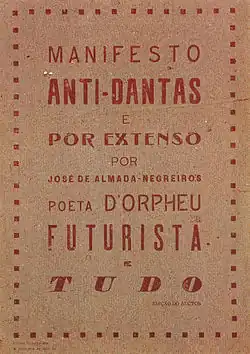 MANIFESTO
ANTI-DANTAS
E
POR EXTENSO
POR
JOSÉ DE ALMADA-NEGREIROS
POETA D'ORPHEU
FUTURISTA
E
TUDO
EDIÇÃO DO AUCTOR